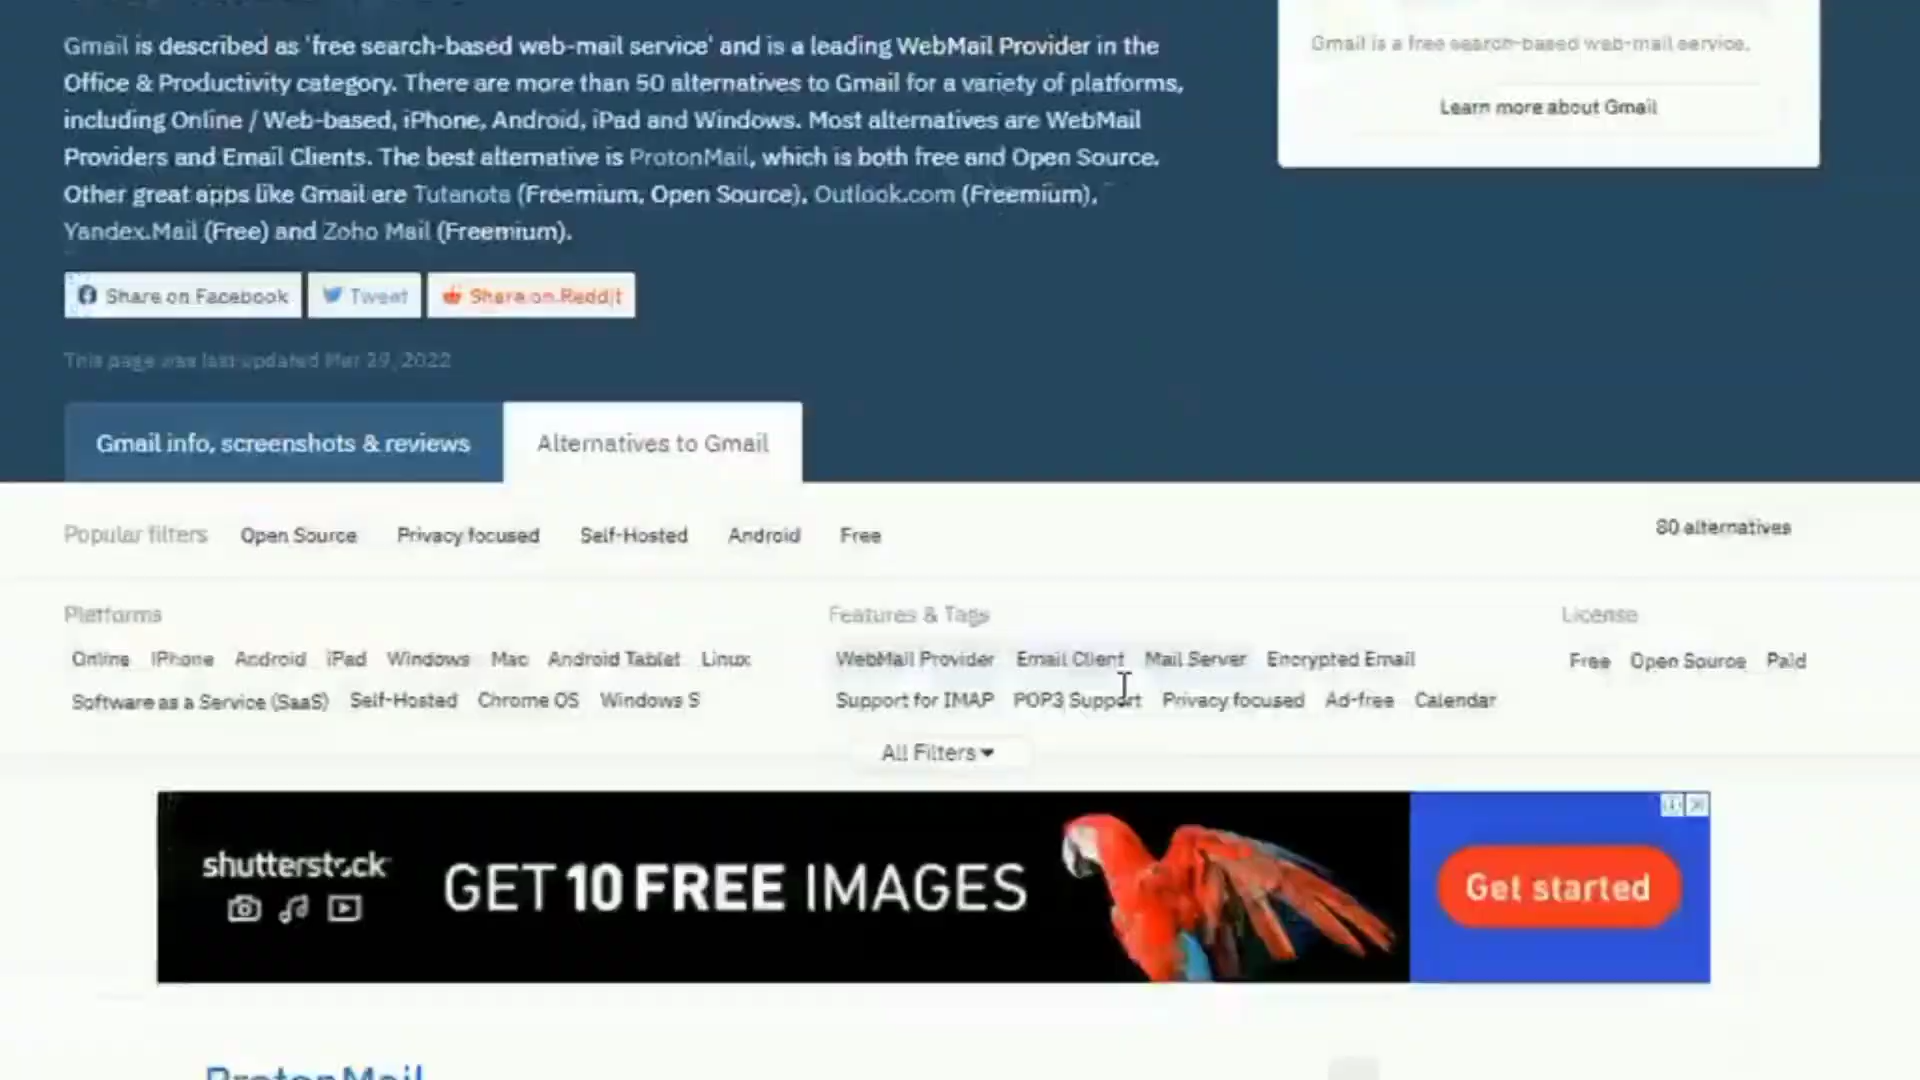 Gmail is described as 'free search-based web-mail service' and is a leading WebMail Provider in the
Office & Productivity category. There are more than 50 alternatives to Gmail for a variety of platforms,
including Online / Web-based, iPhone, Android, iPad and Windows. Most alternatives are WebMail
Providers and Email Clients. The best alternative is ProtonMail, which is both free and Open Source.
Other great apps like Gmail are Tutanota (Freemium, Open Source), Outlook.com (Freemium),
Yandex.Mail (Free) and Zoho Mail (Freemium).
Gmail is a free search-based web-mail service.
Learn more about Gmail
Share on Facebook Tweet Share on Reddit
This page was last updated Mar 29, 2022
Gmail info, screenshots & reviews Alternatives to Gmail
Popular filters Open Source Privacy focused Self-Hosted Android Free 80 alternatives
Platforms
Online iPhone Android iPad Windows Mac Android Tablet Linux
Software as a Service (SaaS) Self-Hosted Chrome OS Windows S
Features & Tags
WebMail Provider Email Client Mail Server Encrypted Email
Support for IMAP POP3 Support Privacy focused Ad-free Calendar
License
Free Open Source Paid
All Filters
shutterstock
GET 10 FREE IMAGES
Get started
ProtonMail